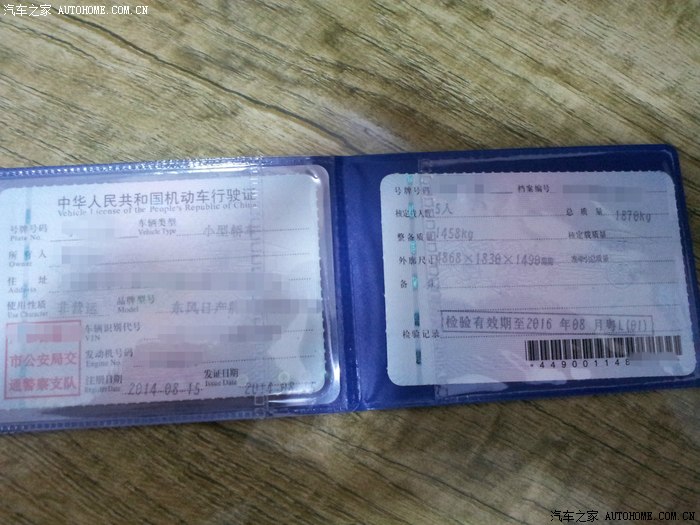 汽车之家 AUTOHOME.COM.CN
中华人民共和国机动车行驶证
Vehicle License of the People's Republic of China
号牌号码 车辆类型 小型轿车
Plate No. Vehicle Type
所有人
Owner
住址
Address
使用性质 非营运 品牌型号 东风日产牌
Use Character Model
车辆识别代号
VIN
市公安局交
通警察支队
发动机号码
Engine No.
注册日期 2014-08-15 发证日期
Register Date Issue Date
号牌号码 档案编号
核定载人数 5人 总质量 1870kg
整备质量 1458kg 核定载质量
外廓尺寸 4868×1830×1490 准牵引总质量
备
检验记录 检验有效期至2016 年08 月粤L(01)
449001148
汽车之家 AUTOHOME.COM.CN